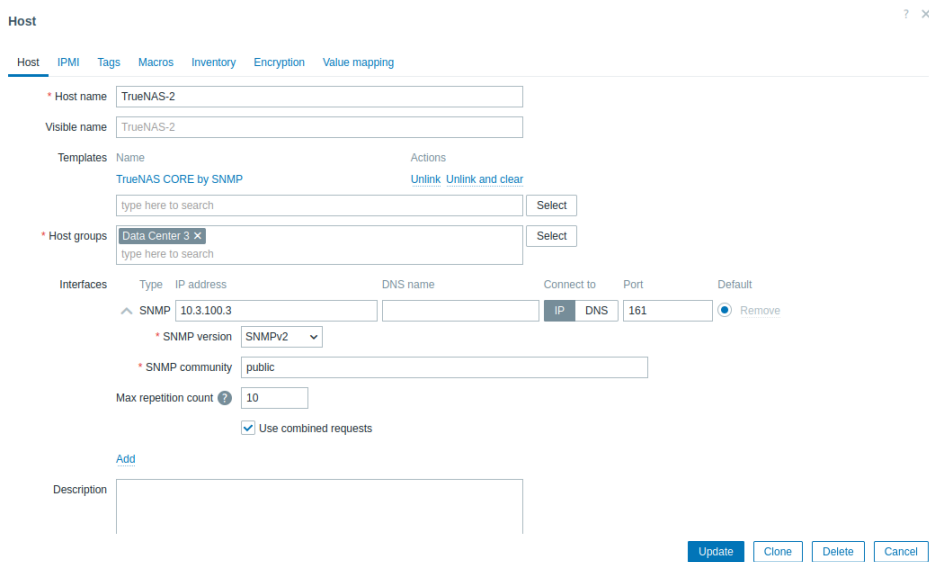 ?
Host
Host IPMI Tags Macros Inventory Encryption Value mapping
* Host name TrueNAS-2
Visible name TrueNAS-2
Templates Name Actions
TrueNAS CORE by SNMP Unlink Unlink and clear
type here to search Select
* Host groups Data Center 3 Select
type here to search
Interfaces Type IP address DNS name Connect to Port Default
SNMP 10.3.100.3 IP DNS 161 Remove
* SNMP version SNMPv2
* SNMP community public
Max repetition count ? 10
Use combined requests
Add
Description
Update Clone Delete Cancel